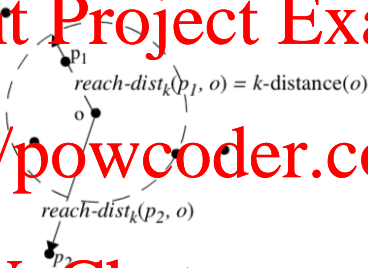 t Project Exa
p1
reach-distk(p1, o) = k-distance(o)
o
/powcoder.co
reach-distk(p2, o)
p2